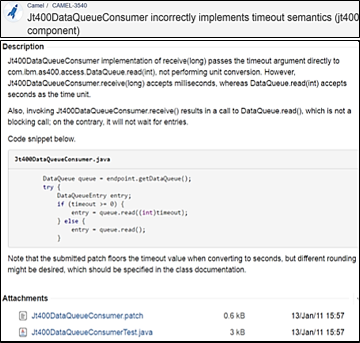 Camel / CAMEL-3540
Jt400DataQueueConsumer incorrectly implements timeout semantics (jt400
component)
Description
Jt400DataQueueConsumer implementation of receive(long) passes the timeout argument directly to
com.ibm.as400.access.DataQueue.read(int), not performing unit conversion. However,
Jt400DataQueueConsumer.receive(long) accepts milliseconds, whereas DataQueue.read(int) accepts
seconds as the time unit.
Also, invoking Jt400DataQueueConsumer.receive() results in a call to DataQueue.read(), which is not a
blocking call; on the contrary, it will not wait for entries.
Code snippet below.
Jt400DataQueueConsumer.java
DataQueue queue = endpoint.getDataQueue();
try {
DataQueueEntry entry;
if (timeout >= 0) {
entry = queue.read((int)timeout);
} else {
entry = queue.read();
}
Note that the submitted patch floors the timeout value when converting to seconds, but different rounding
might be desired, which should be specified in the class documentation.
Attachments
Jt400DataQueueConsumer.patch 0.6 kB 13/Jan/11 15:57
Jt400DataQueueConsumerTest.java 3 kB 13/Jan/11 15:57